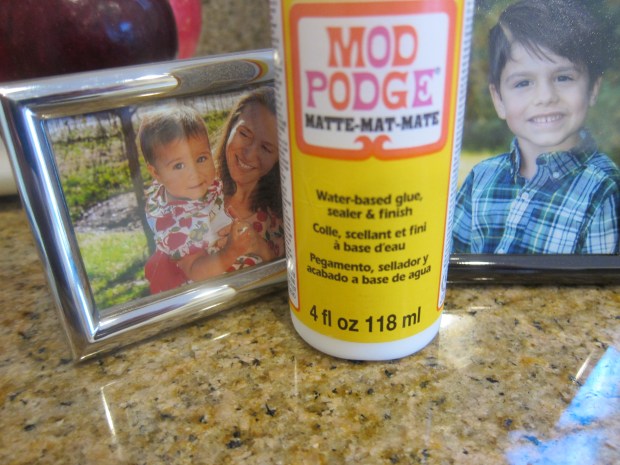 MOD
PODGE
MATTE-MAT-MATE
Water-based glue,
sealer & finish
Colle, scellant et fini
à base d'eau
Pegamento, sellador y
acabado a base de agua
4 fl oz 118 ml